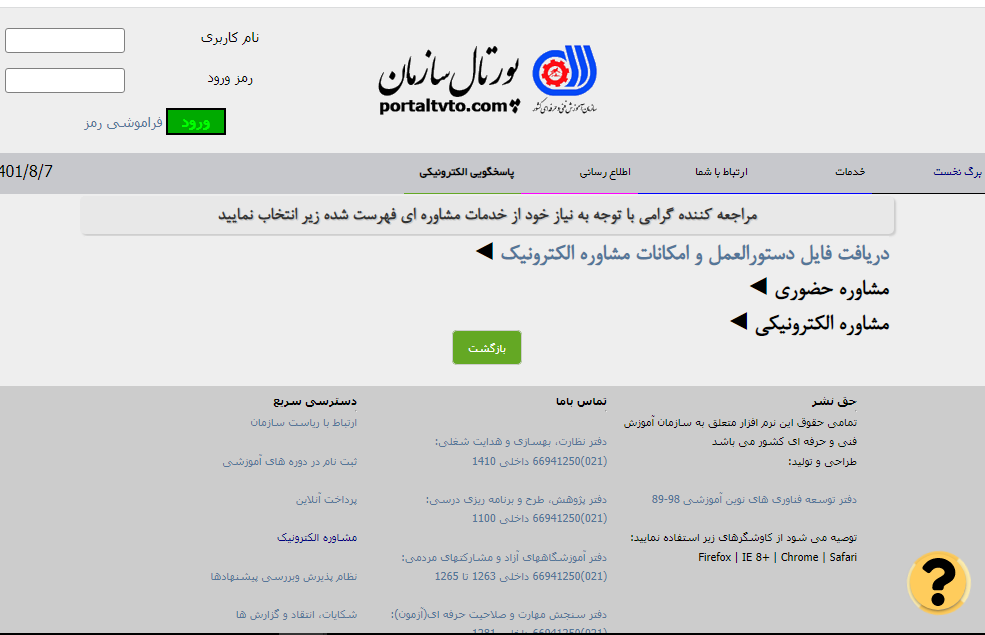 نام کاربری
رمز ورود
ورود
فراموشی رمز
پورتال سازمان
portaltvto.com
سازمان آموزش فنی و حرفه ای کشور
برگ نخست
خدمات
ارتباط با شما
اطلاع رسانی
پاسخگویی الکترونیکی
401/8/7
مراجعه کننده گرامی با توجه به نیاز خود از خدمات مشاوره ای فهرست شده زیر انتخاب نمایید
دریافت فایل دستورالعمل و امکانات مشاوره الکترونیک ◄
مشاوره حضوری ◄
مشاوره الکترونیکی ◄
بازگشت
حق نشر
تمامی حقوق این نرم افزار متعلق به سازمان آموزش
فنی و حرفه ای کشور می باشد
طراحی و تولید:
دفتر توسعه فناوری های نوین آموزشی 98-89
توصیه می شود از کاوشگرهای زیر استفاده نمایید:
Firefox | IE 8+ | Chrome | Safari
تماس باما
دفتر نظارت، بهسازی و هدایت شغلی:
(021)66941250 داخلی 1410
دفتر پژوهش، طرح و برنامه ریزی درسی:
(021)66941250 داخلی 1100
دفتر آموزشگاههای آزاد و مشارکتهای مردمی:
(021)66941250 داخلی 1263 تا 1265
دفتر سنجش مهارت و صلاحیت حرفه ای(آزمون):
(021)66941250 داخلی 1281
دسترسی سریع
ارتباط با ریاست سازمان
ثبت نام در دوره های آموزشی
پرداخت آنلاین
مشاوره الکترونیک
نظام پذیرش وبررسی پیشنهادها
شکایات، انتقاد و گزارش ها
?